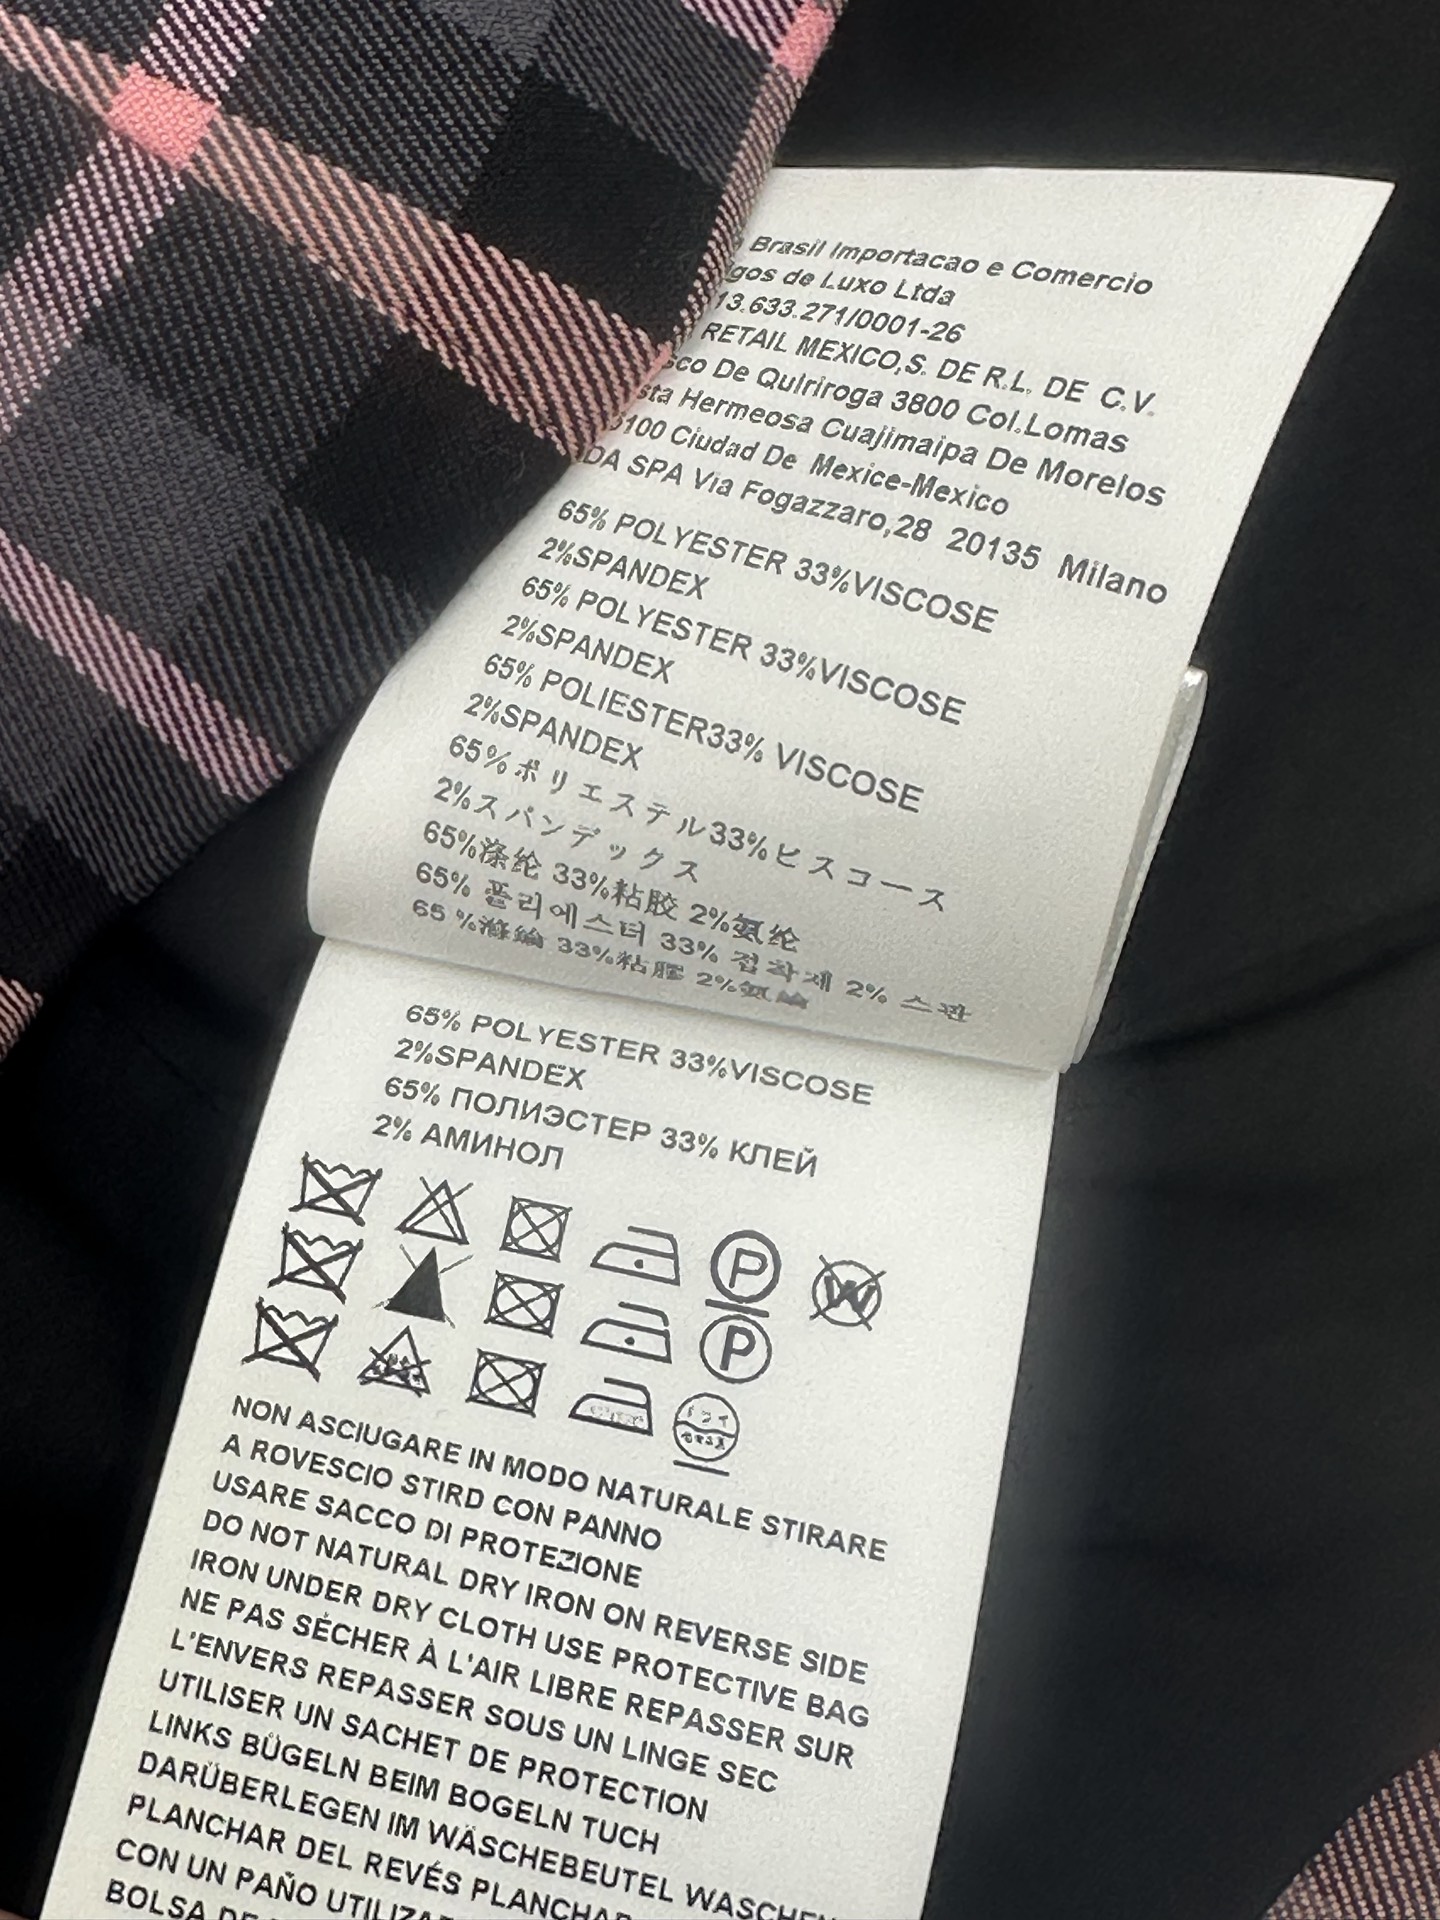 Brasil Importacao e Comercio
gos de Luxo Ltda
13.633.271/0001-26
RETAIL MEXICO,S. DE R.L. DE C.V.
sco De Quiriroga 3800 Col.Lomas
sta Hermeosa Cuajimaipa De Morelos
100 Ciudad De Mexice-Mexico
DA SPA Via Fogazzaro,28 20135 Milano
65% POLYESTER 33%VISCOSE
2%SPANDEX
65% POLYESTER 33%VISCOSE
2%SPANDEX
65% POLIESTER33% VISCOSE
2%SPANDEX
65%ポリエステル33%ビスコース
2%スパンデックス
65%涤纶 33%粘胶 2%氨纶
65% 폴리에스터 33% 접착제 2% 스판
65 %滌綸 33%粘膠 2%氨綸
65% POLYESTER 33%VISCOSE
2%SPANDEX
65% ПОЛИЭСТЕР 33% КЛЕЙ
2% АМИНОЛ
P W
P
ドライ
NON ASCIUGARE IN MODO NATURALE STIRARE
A ROVESCIO STIRD CON PANNO
USARE SACCO DI PROTEZIONE
DO NOT NATURAL DRY IRON ON REVERSE SIDE
IRON UNDER DRY CLOTH USE PROTECTIVE BAG
NE PAS SÉCHER À L'AIR LIBRE REPASSER SUR
L'ENVERS REPASSER SOUS UN LINGE SEC
UTILISER UN SACHET DE PROTECTION
LINKS BÜGELN BEIM BOGELN TUCH
DARÜBERLEGEN IM WÄSCHEBEUTEL WASCHEN
PLANCHAR DEL REVÉS PLANCHAR
CON UN PAÑO UTILIZA
BOLSA DE